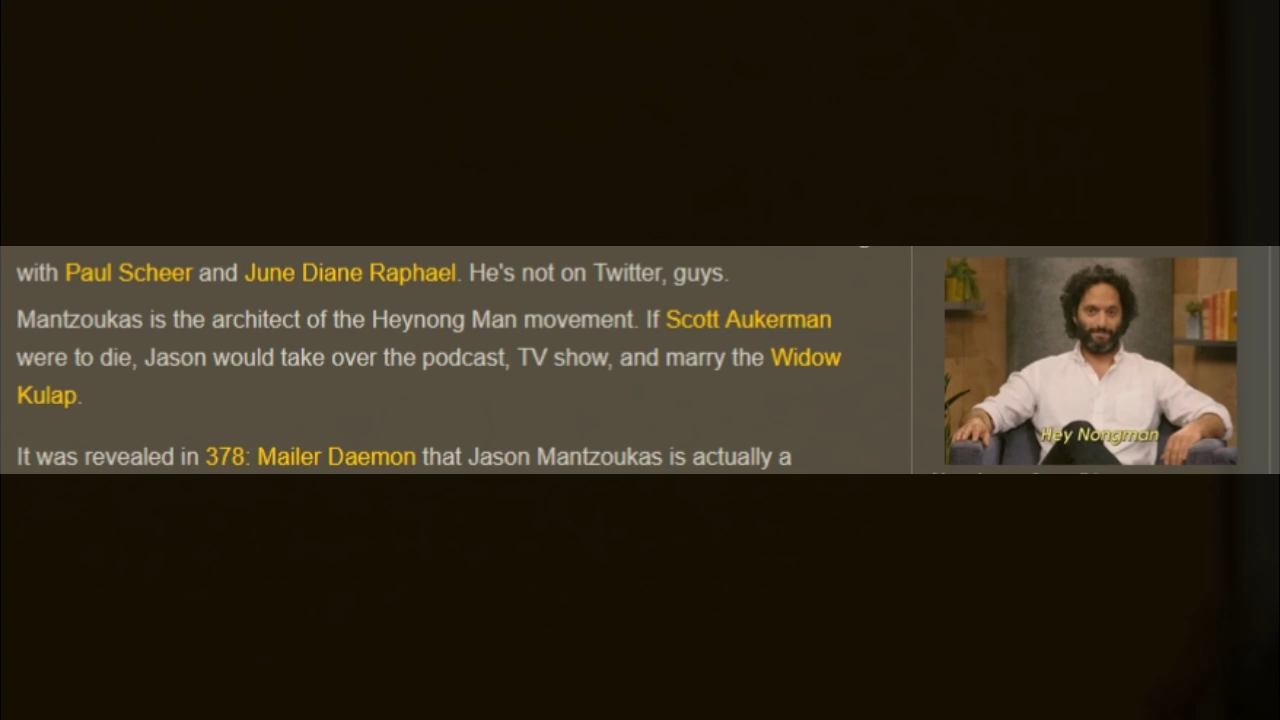 with Paul Scheer and June Diane Raphael. He's not on Twitter, guys.
Mantzoukas is the architect of the Heynong Man movement. If Scott Aukerman
were to die, Jason would take over the podcast, TV show, and marry the Widow
Kulap.
It was revealed in 378: Mailer Daemon that Jason Mantzoukas is actually a
Hey Nongman